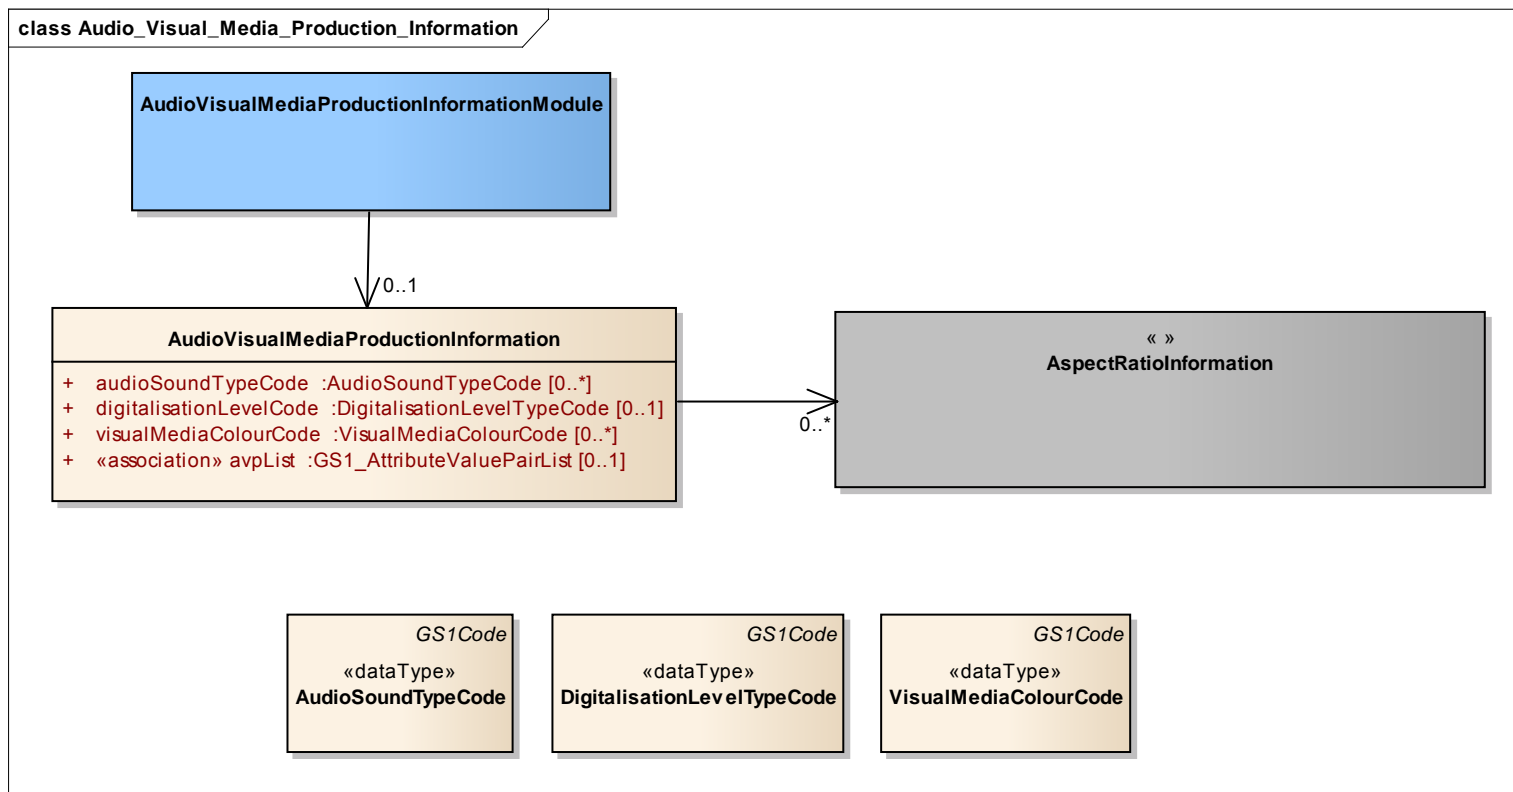 class Audio_Visual_Media_Production_Information
AudioVisualMediaProductionInformationModule
0..1
AudioVisualMediaProductionInformation
+ audioSoundTypeCode :AudioSoundTypeCode [0..*]
+ digitalisationLevelCode :DigitalisationLevelTypeCode [0..1]
+ visualMediaColourCode :VisualMediaColourCode [0..*]
+ «association» avpList :GS1_AttributeValuePairList [0..1]
0..*
« »
AspectRatioInformation
GS1Code
«dataType»
AudioSoundTypeCode
GS1Code
«dataType»
DigitalisationLevelTypeCode
GS1Code
«dataType»
VisualMediaColourCode